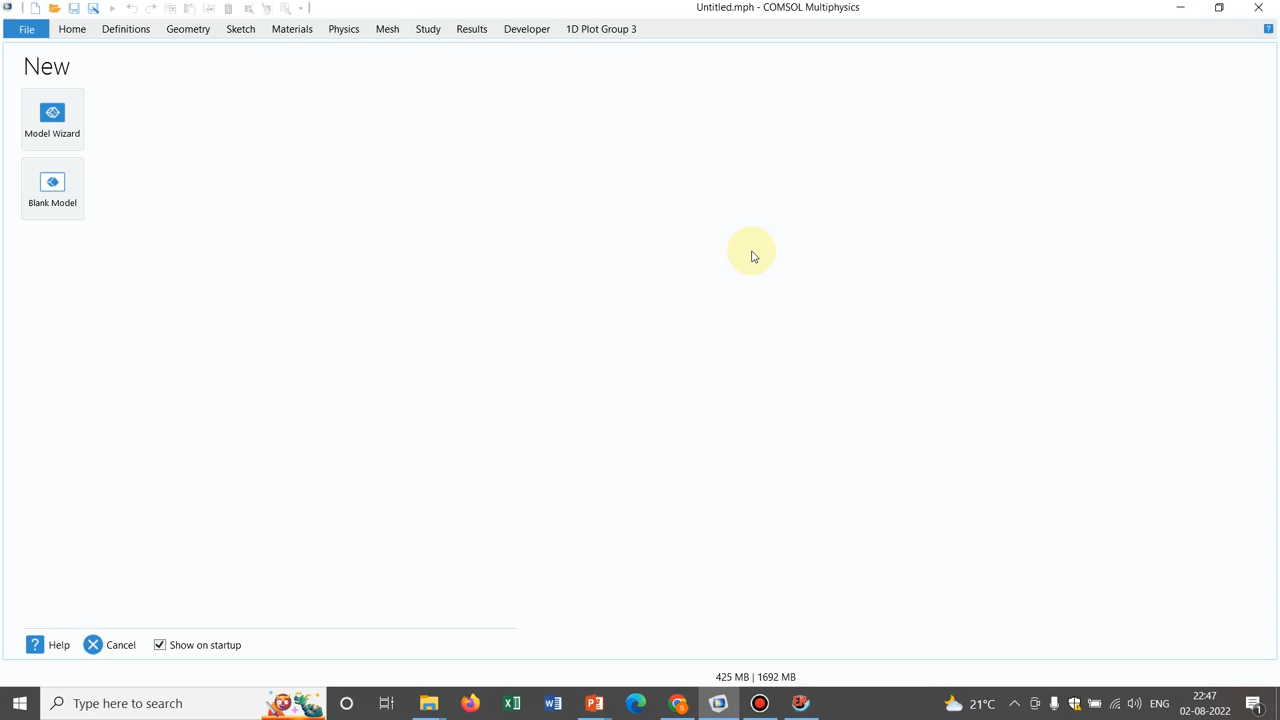 Untitled.mph - COMSOL Multiphysics
File Home Definitions Geometry Sketch Materials Physics Mesh Study Results Developer 1D Plot Group 3
New
Model Wizard
Blank Model
Help Cancel Show on startup
425 MB | 1692 MB
Type here to search
21°C ENG 22:47
02-08-2022